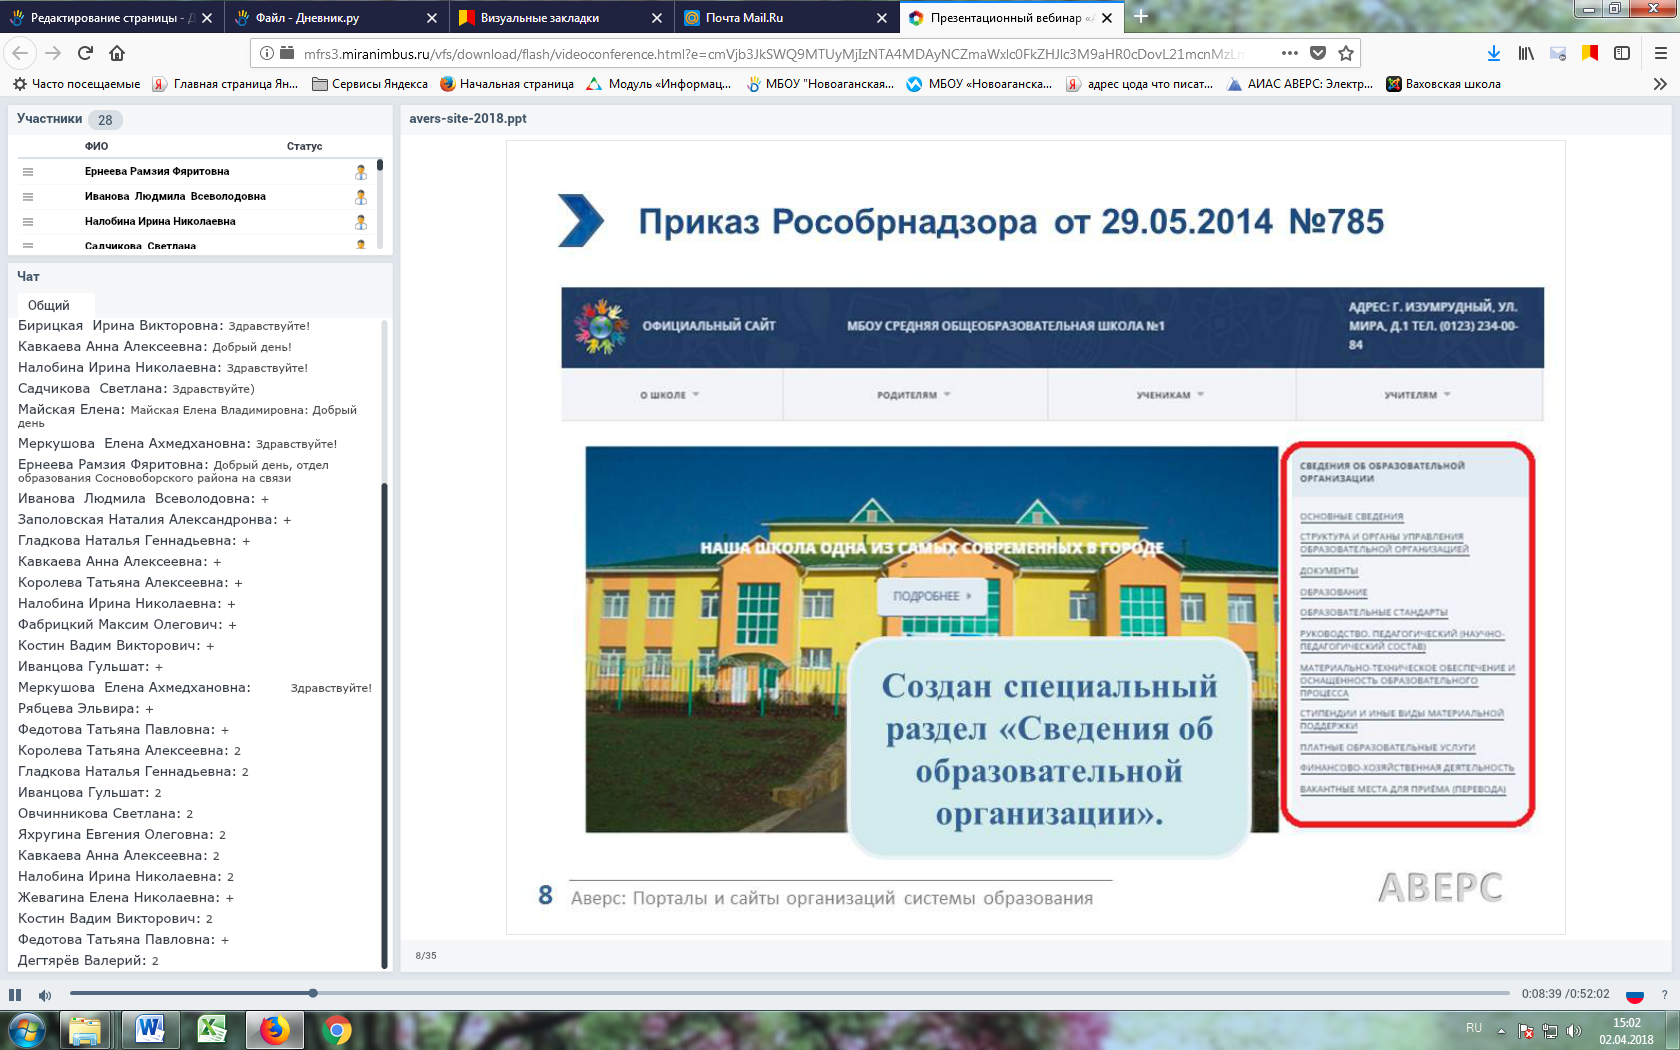 Редактирование страницы - Д
Файл - Дневник.ру
Визуальные закладки
Почта Mail.Ru
Презентационный вебинар «А
mfrs3.miranimbus.ru/vfs/download/flash/videoconference.html?e=
Часто посещаемые
Главная страница Ян...
Сервисы Яндекса
Начальная страница
Модуль «Информац...
МБОУ "Новоаганская...
МБОУ «Новоаганска...
адрес цода что писат...
АИАС АВЕРС: Электр...
Ваховская школа
Участники 28
ФИО Статус
Ернеева Рамзия Фяритовна
Иванова Людмила Всеволодовна
Налобина Ирина Николаевна
Садчикова Светлана
Чат
Общий
Бирицкая Ирина Викторовна: Здравствуйте!
Кавкаева Анна Алексеевна: Добрый день!
Налобина Ирина Николаевна: Здравствуйте!
Садчикова Светлана: Здравствуйте)
Майская Елена: Майская Елена Владимировна: Добрый
день
Меркушова Елена Ахмедхановна: Здравствуйте!
Ернеева Рамзия Фяритовна: Добрый день, отдел
образования Сосновоборского района на связи
Иванова Людмила Всеволодовна: +
Заполовская Наталия Александронва: +
Гладкова Наталья Геннадьевна: +
Кавкаева Анна Алексеевна: +
Королева Татьяна Алексеевна: +
Налобина Ирина Николаевна: +
Фабрицкий Максим Олегович: +
Костин Вадим Викторович: +
Иванцова Гульшат: +
Меркушова Елена Ахмедхановна: Здравствуйте!
Рябцева Эльвира: +
Федотова Татьяна Павловна: +
Королева Татьяна Алексеевна: 2
Гладкова Наталья Геннадьевна: 2
Иванцова Гульшат: 2
Овчинникова Светлана: 2
Яхругина Евгения Олеговна: 2
Кавкаева Анна Алексеевна: 2
Налобина Ирина Николаевна: 2
Жевагина Елена Николаевна: +
Костин Вадим Викторович: 2
Федотова Татьяна Павловна: +
Дегтярёв Валерий: 2
avers-site-2018.ppt
Приказ Рособрнадзора от 29.05.2014 №785
ОФИЦИАЛЬНЫЙ САЙТ
МБОУ СРЕДНЯЯ ОБЩЕОБРАЗОВАТЕЛЬНАЯ ШКОЛА №1
АДРЕС: Г. ИЗУМРУДНЫЙ, УЛ.
МИРА, Д.1 ТЕЛ. (0123) 234-00-
84
О ШКОЛЕ
РОДИТЕЛЯМ
УЧЕНИКАМ
УЧИТЕЛЯМ
НАША ШКОЛА ОДНА ИЗ САМЫХ СОВРЕМЕННЫХ В ГОРОДЕ
ПОДРОБНЕЕ
Создан специальный
раздел «Сведения об
образовательной
организации».
СВЕДЕНИЯ ОБ ОБРАЗОВАТЕЛЬНОЙ
ОРГАНИЗАЦИИ
ОСНОВНЫЕ СВЕДЕНИЯ
СТРУКТУРА И ОРГАНЫ УПРАВЛЕНИЯ
ОБРАЗОВАТЕЛЬНОЙ ОРГАНИЗАЦИЕЙ
ДОКУМЕНТЫ
ОБРАЗОВАНИЕ
ОБРАЗОВАТЕЛЬНЫЕ СТАНДАРТЫ
РУКОВОДСТВО. ПЕДАГОГИЧЕСКИЙ (НАУЧНО-
ПЕДАГОГИЧЕСКИЙ СОСТАВ)
МАТЕРИАЛЬНО-ТЕХНИЧЕСКОЕ ОБЕСПЕЧЕНИЕ И
ОСНАЩЕННОСТЬ ОБРАЗОВАТЕЛЬНОГО
ПРОЦЕССА
СТИПЕНДИИ И ИНЫЕ ВИДЫ МАТЕРИАЛЬНОЙ
ПОДДЕРЖКИ
ПЛАТНЫЕ ОБРАЗОВАТЕЛЬНЫЕ УСЛУГИ
ФИНАНСОВО-ХОЗЯЙСТВЕННАЯ ДЕЯТЕЛЬНОСТЬ
ВАКАНТНЫЕ МЕСТА ДЛЯ ПРИЁМА (ПЕРЕВОДА)
8 Аверс: Порталы и сайты организаций системы образования
АВЕРС
8/35
0:08:39 /0:52:02
?
RU
15:02
02.04.2018